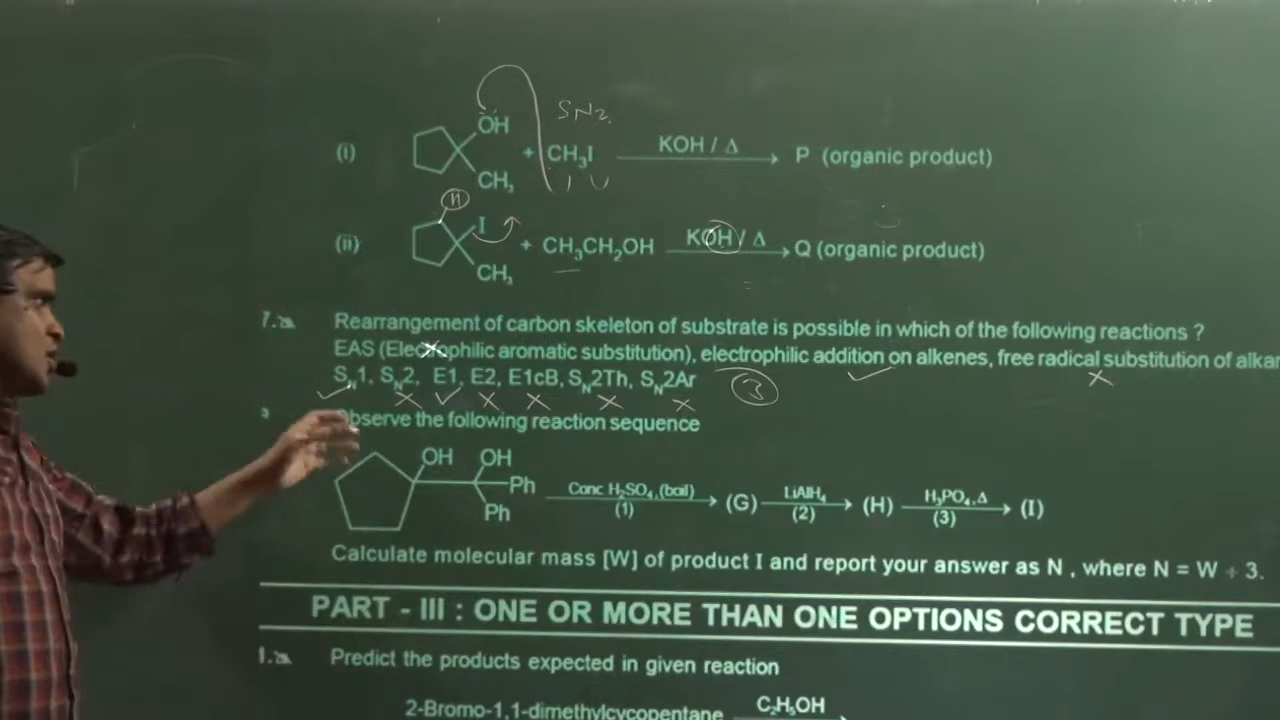 OH SN2.
(i) + CH3I KOH / Δ P (organic product)
CH3
H
(ii) I + CH3CH2OH KOH / Δ Q (organic product)
CH3
7. Rearrangement of carbon skeleton of substrate is possible in which of the following reactions ?
EAS (Electrophilic aromatic substitution), electrophilic addition on alkenes, free radical substitution of
SN1, SN2, E1, E2, E1cB, SN2Th, SN2Ar 3
Observe the following reaction sequence
OH OH
Ph Conc H2SO4 (boil) (1) (G) LiAlH4 (2) (H) H3PO4, Δ (3) (I)
Ph
Calculate molecular mass [W] of product I and report your answer as N , where N = W ÷ 3.
PART - III : ONE OR MORE THAN ONE OPTIONS CORRECT TYPE
1. Predict the products expected in given reaction
2-Bromo-1,1-dimethylcycopentane C2H5OH